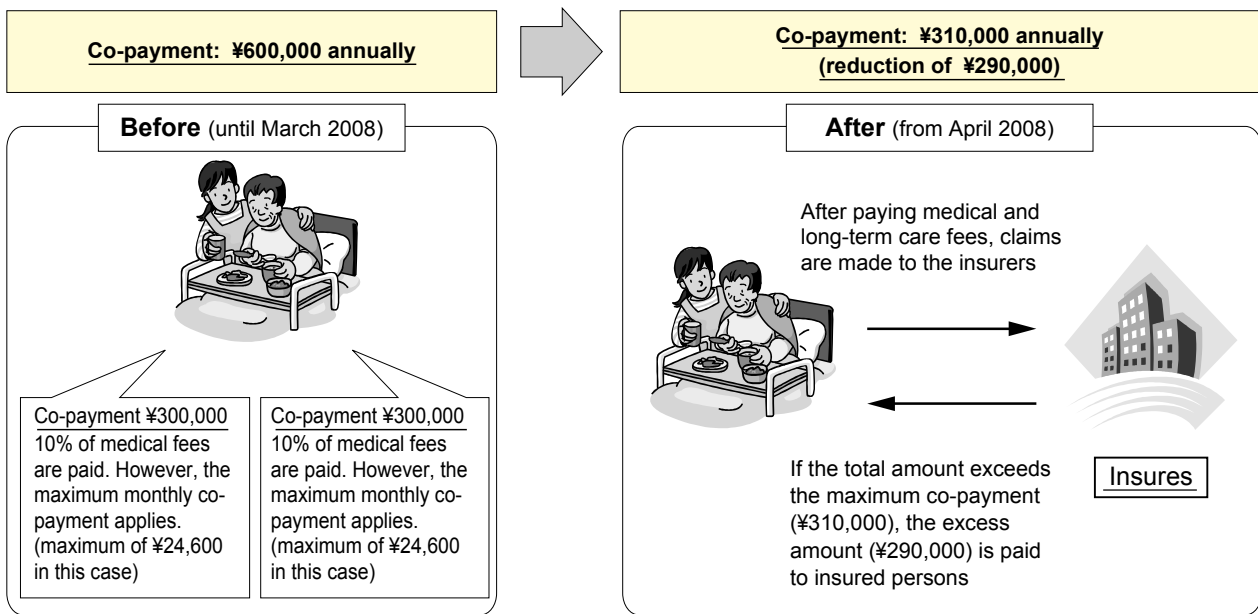 Co-payment: ¥600,000 annually
Co-payment: ¥310,000 annually
(reduction of ¥290,000)
Before (until March 2008)
Co-payment ¥300,000
10% of medical fees
are paid. However, the
maximum monthly co-
payment applies.
(maximum of ¥24,600
in this case)
Co-payment ¥300,000
10% of medical fees
are paid. However, the
maximum monthly co-
payment applies.
(maximum of ¥24,600
in this case)
After (from April 2008)
After paying medical and
long-term care fees, claims
are made to the insurers
If the total amount exceeds
the maximum co-payment
(¥310,000), the excess
amount (¥290,000) is paid
to insured persons
Insures